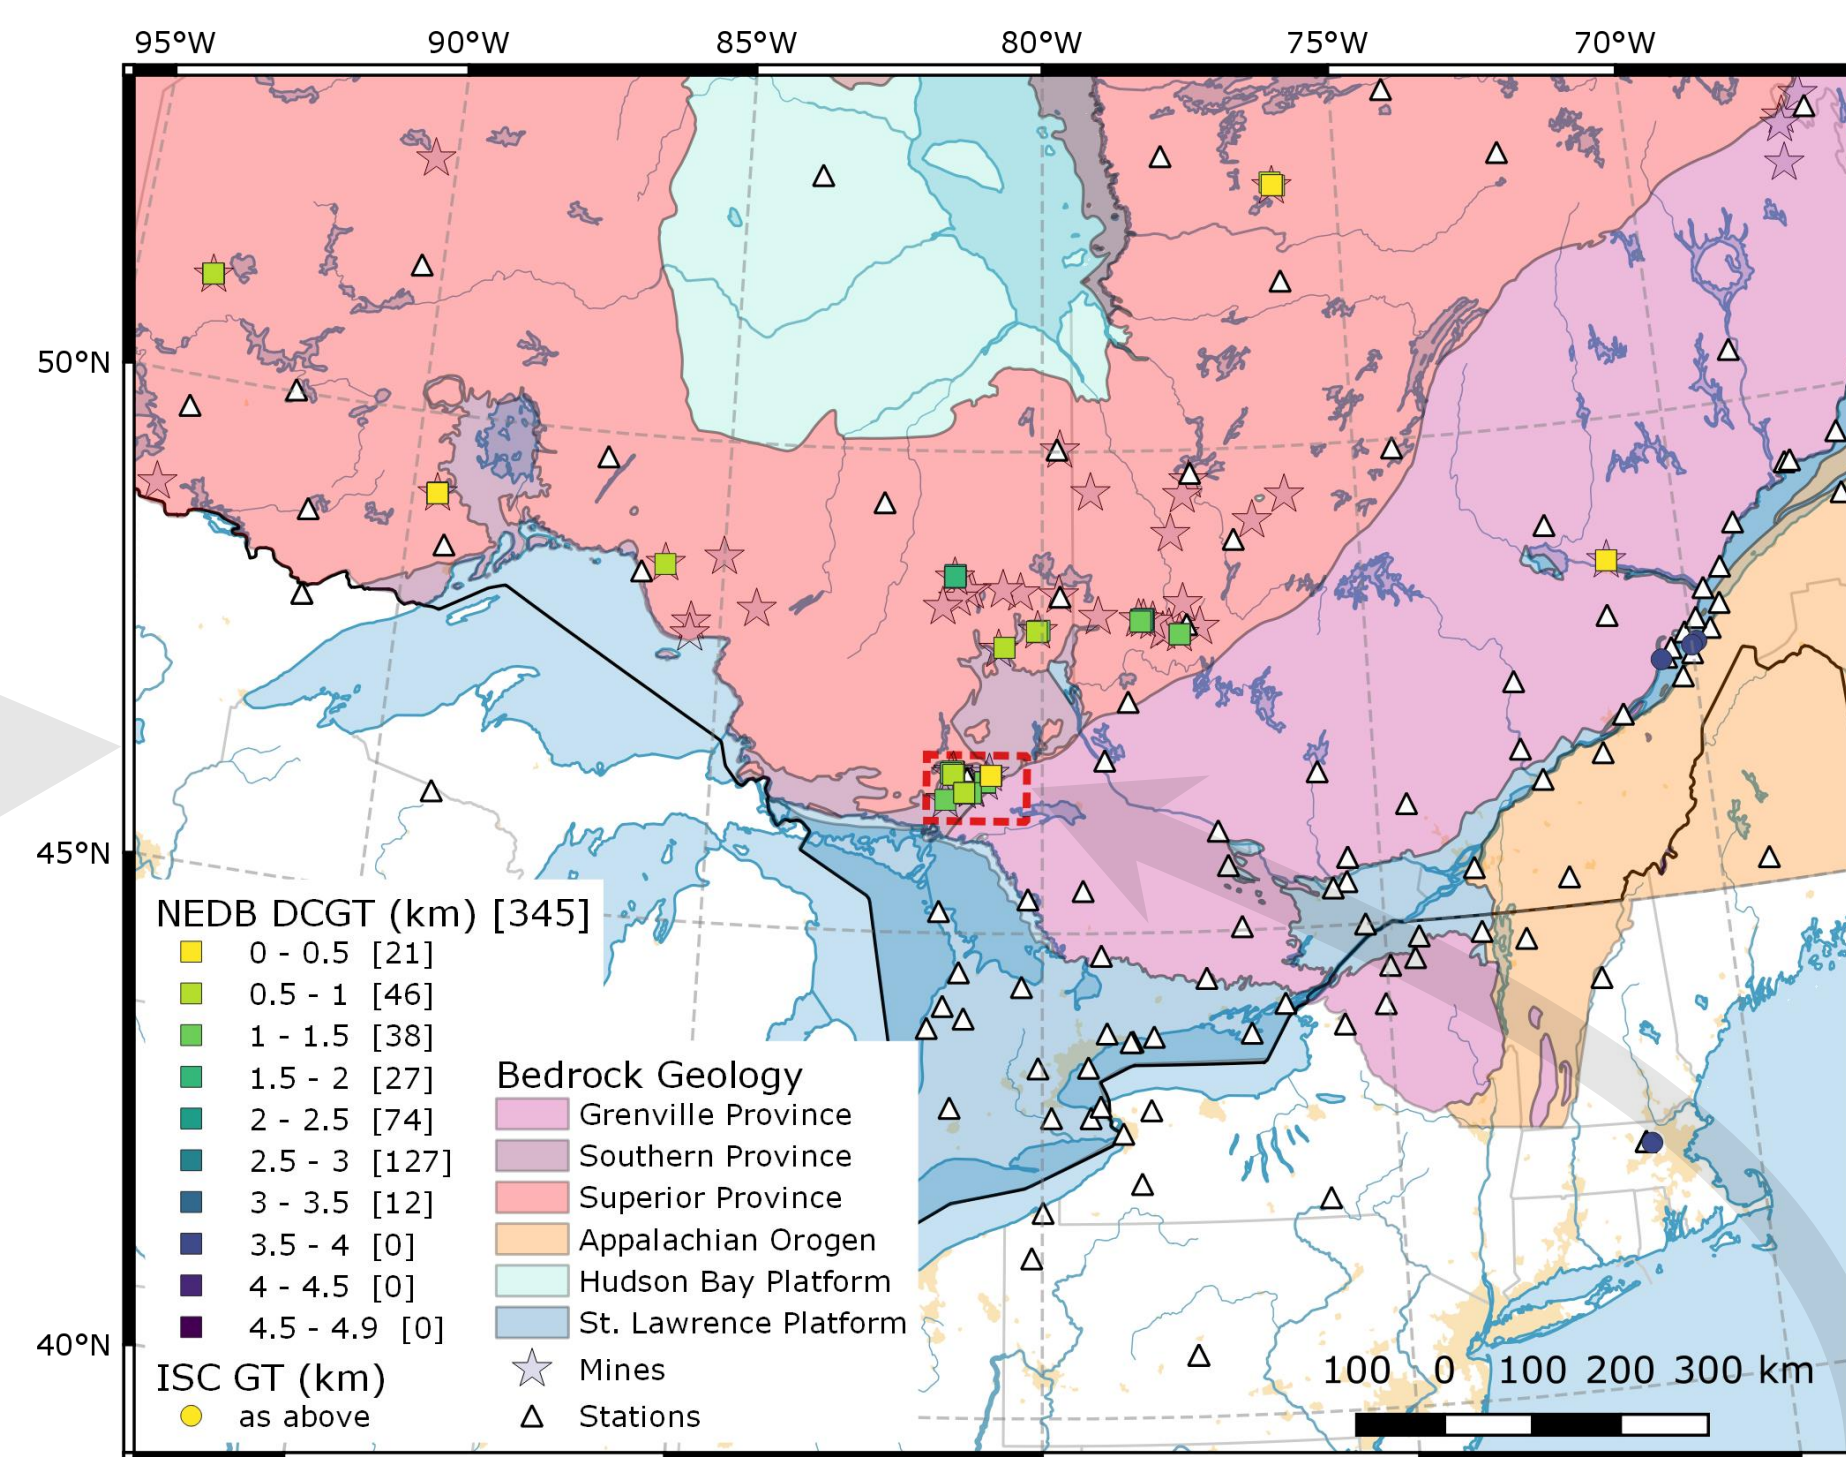 95°W 90°W 85°W 80°W 75°W 70°W
50°N
45°N
40°N
NEDB DCGT (km) [345]
0 - 0.5 [21]
0.5 - 1 [46]
1 - 1.5 [38]
1.5 - 2 [27]
2 - 2.5 [74]
2.5 - 3 [127]
3 - 3.5 [12]
3.5 - 4 [0]
4 - 4.5 [0]
4.5 - 4.9 [0]
ISC GT (km)
as above
Bedrock Geology
Grenville Province
Southern Province
Superior Province
Appalachian Orogen
Hudson Bay Platform
St. Lawrence Platform
Mines
Stations
100 0 100 200 300 km